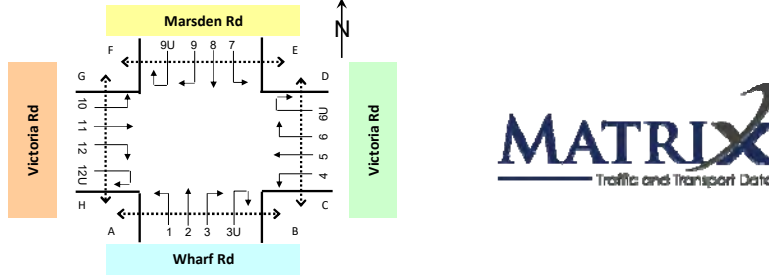 Marsden Rd
N
F
9U 9 8 7
E
G
D
10
11
12
12U
6U
6
5
4
Victoria Rd
Victoria Rd
H
C
A
1 2 3 3U
B
Wharf Rd
MATRIX
Traffic and Transport Data